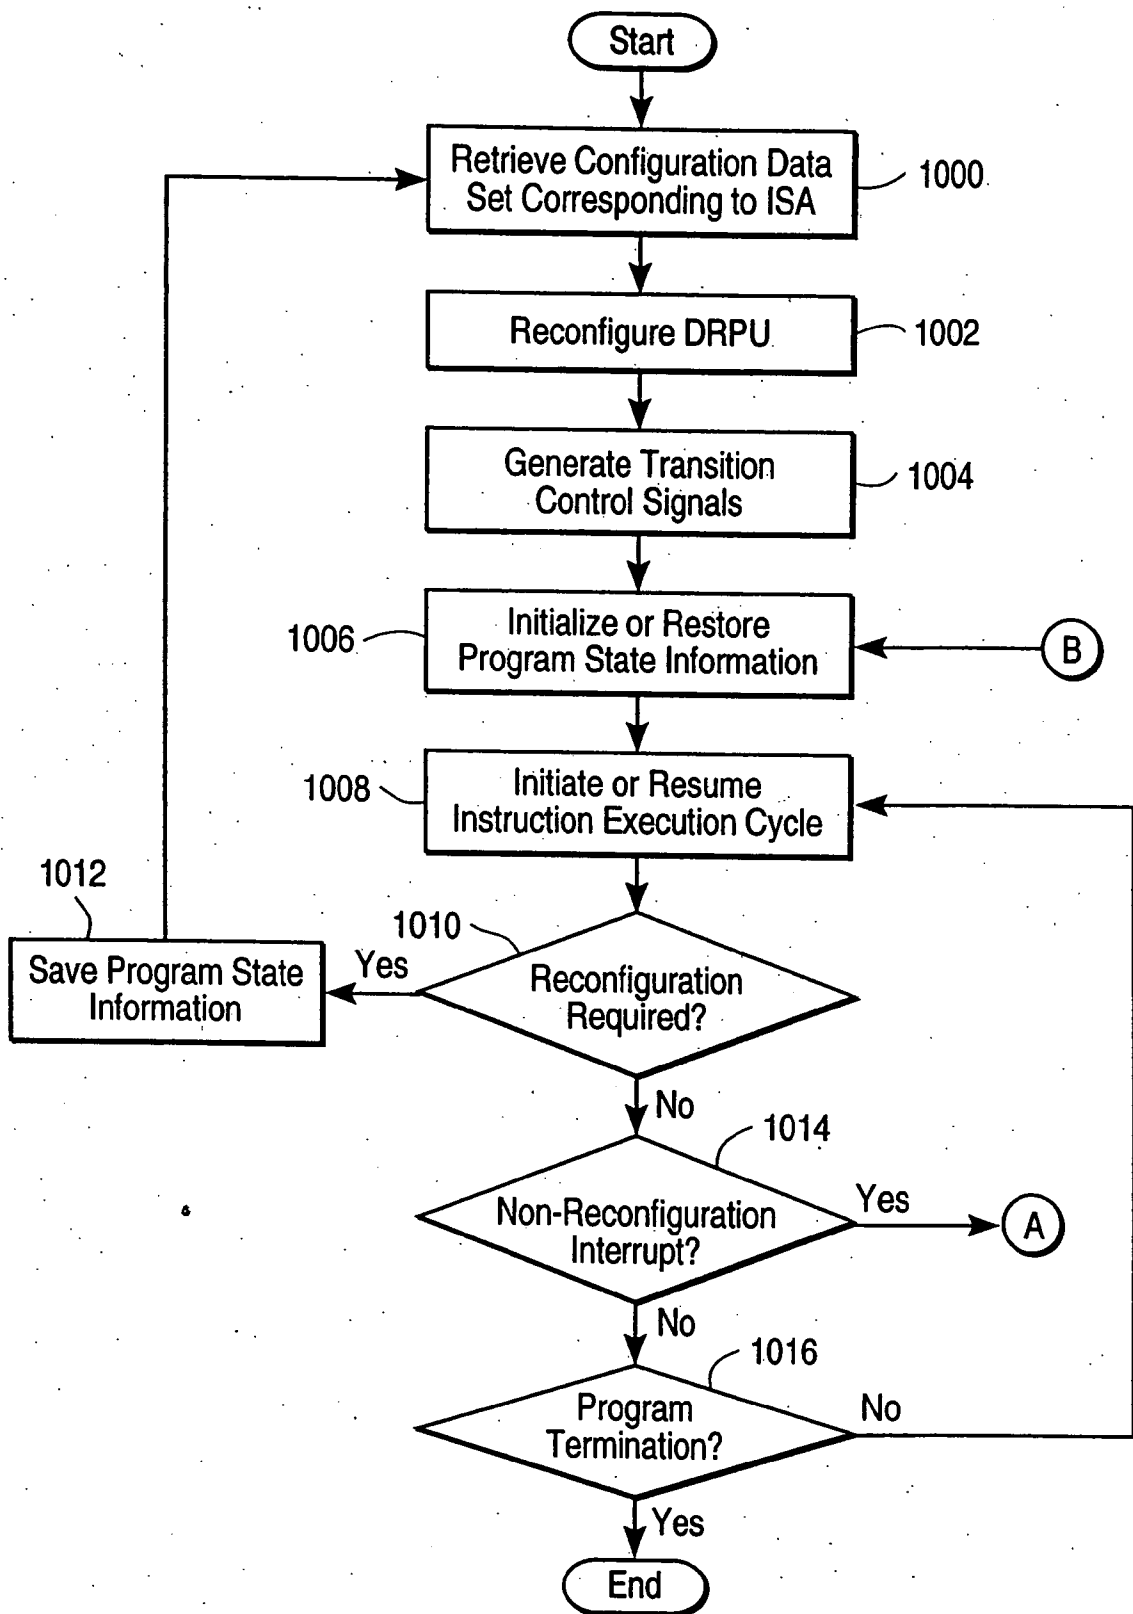 Start
Retrieve Configuration Data
Set Corresponding to ISA
1000
Reconfigure DRPU
1002
Generate Transition
Control Signals
1004
1006
Initialize or Restore
Program State Information
B
1008
Initiate or Resume
Instruction Execution Cycle
1012
Save Program State
Information
Yes
1010
Reconfiguration
Required?
No
1014
Non-Reconfiguration
Interrupt?
Yes
A
No
1016
Program
Termination?
No
Yes
End